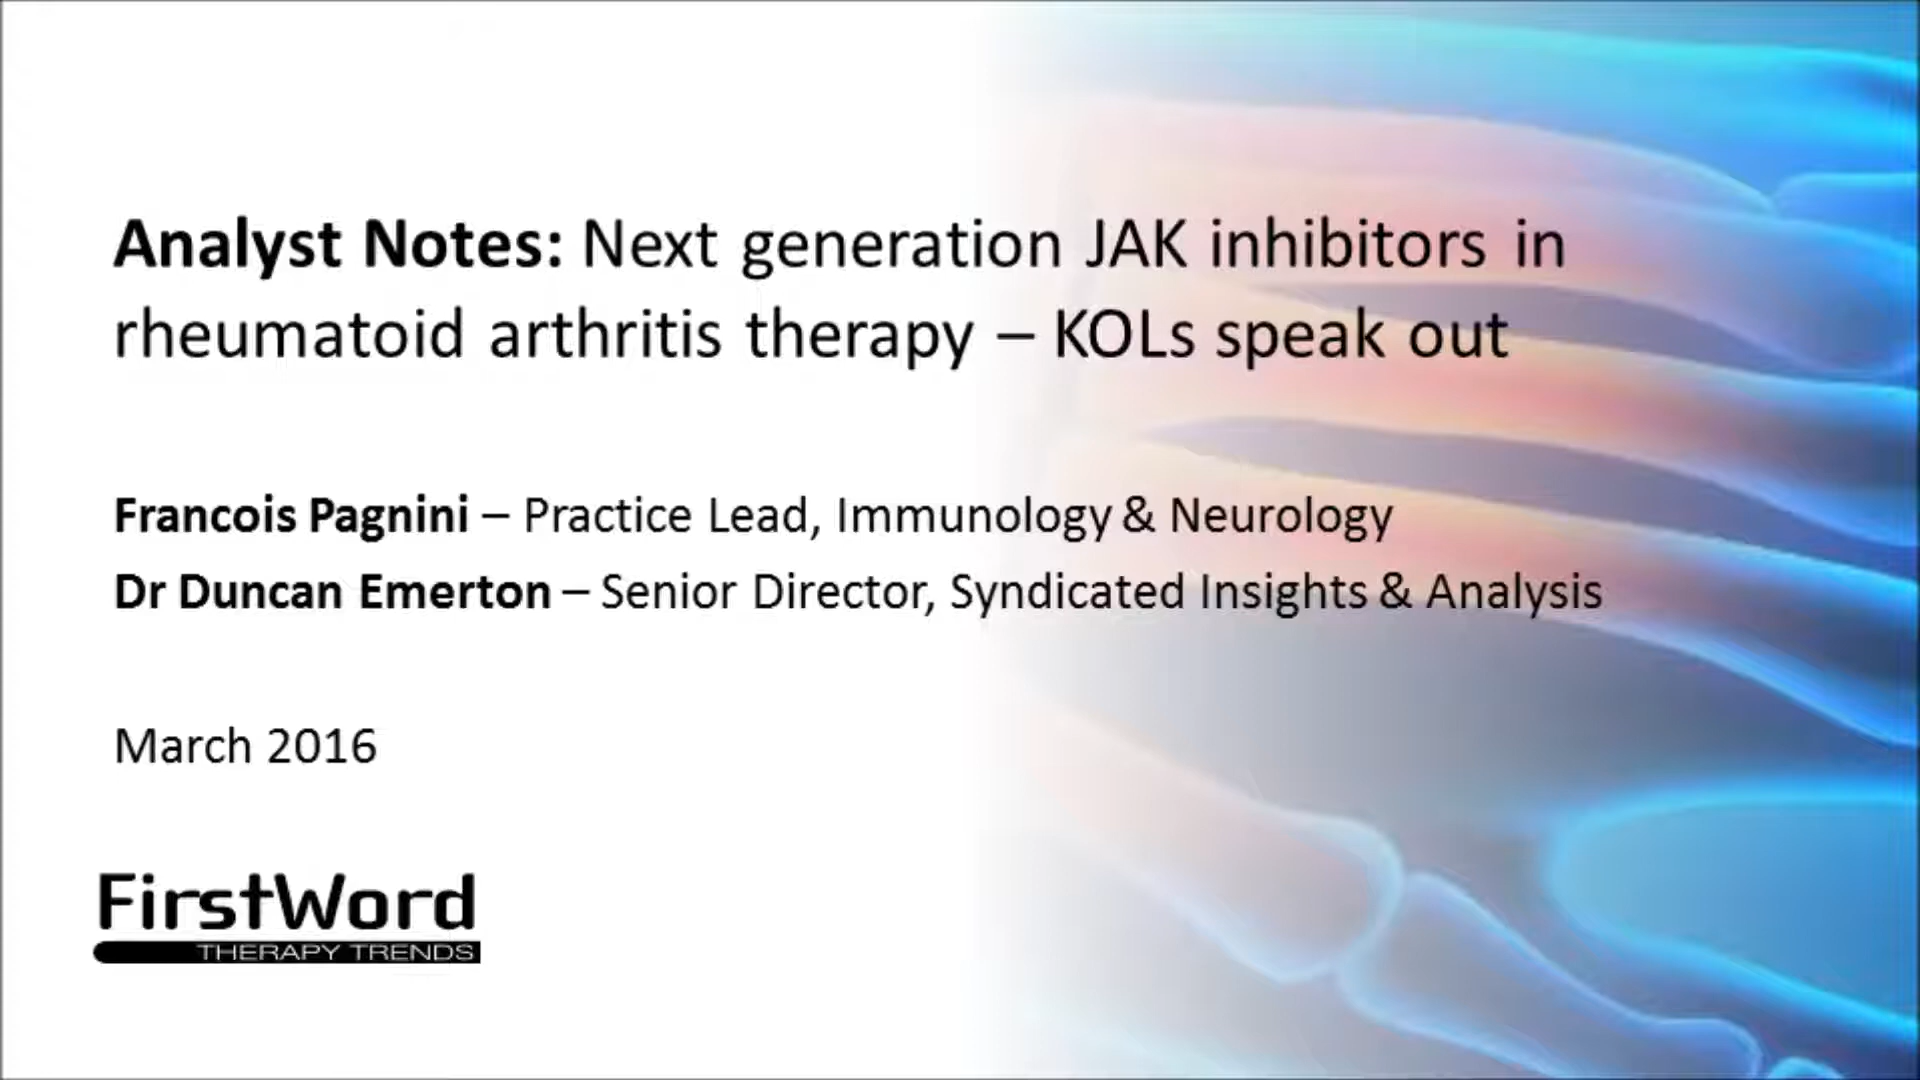 Analyst Notes: Next generation JAK inhibitors in
rheumatoid arthritis therapy – KOLs speak out
Francois Pagnini – Practice Lead, Immunology & Neurology
Dr Duncan Emerton – Senior Director, Syndicated Insights & Analysis
March 2016
FirstWord
THERAPY TRENDS